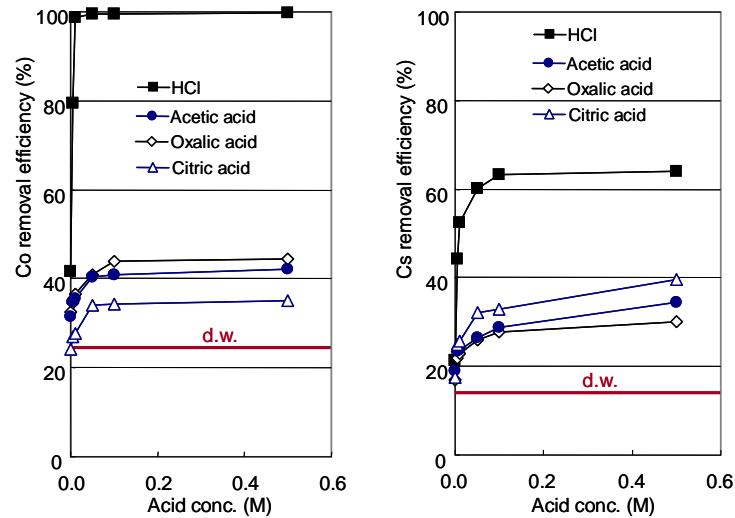 Co removal efficiency (%)
100
80
60
40
20
0
HCl
Acetic acid
Oxalic acid
Citric acid
d.w.
0.0 0.2 0.4 0.6
Acid conc. (M)
Cs removal efficiency (%)
100
80
60
40
20
0
HCl
Acetic acid
Oxalic acid
Citric acid
d.w.
0.0 0.2 0.4 0.6
Acid conc. (M)